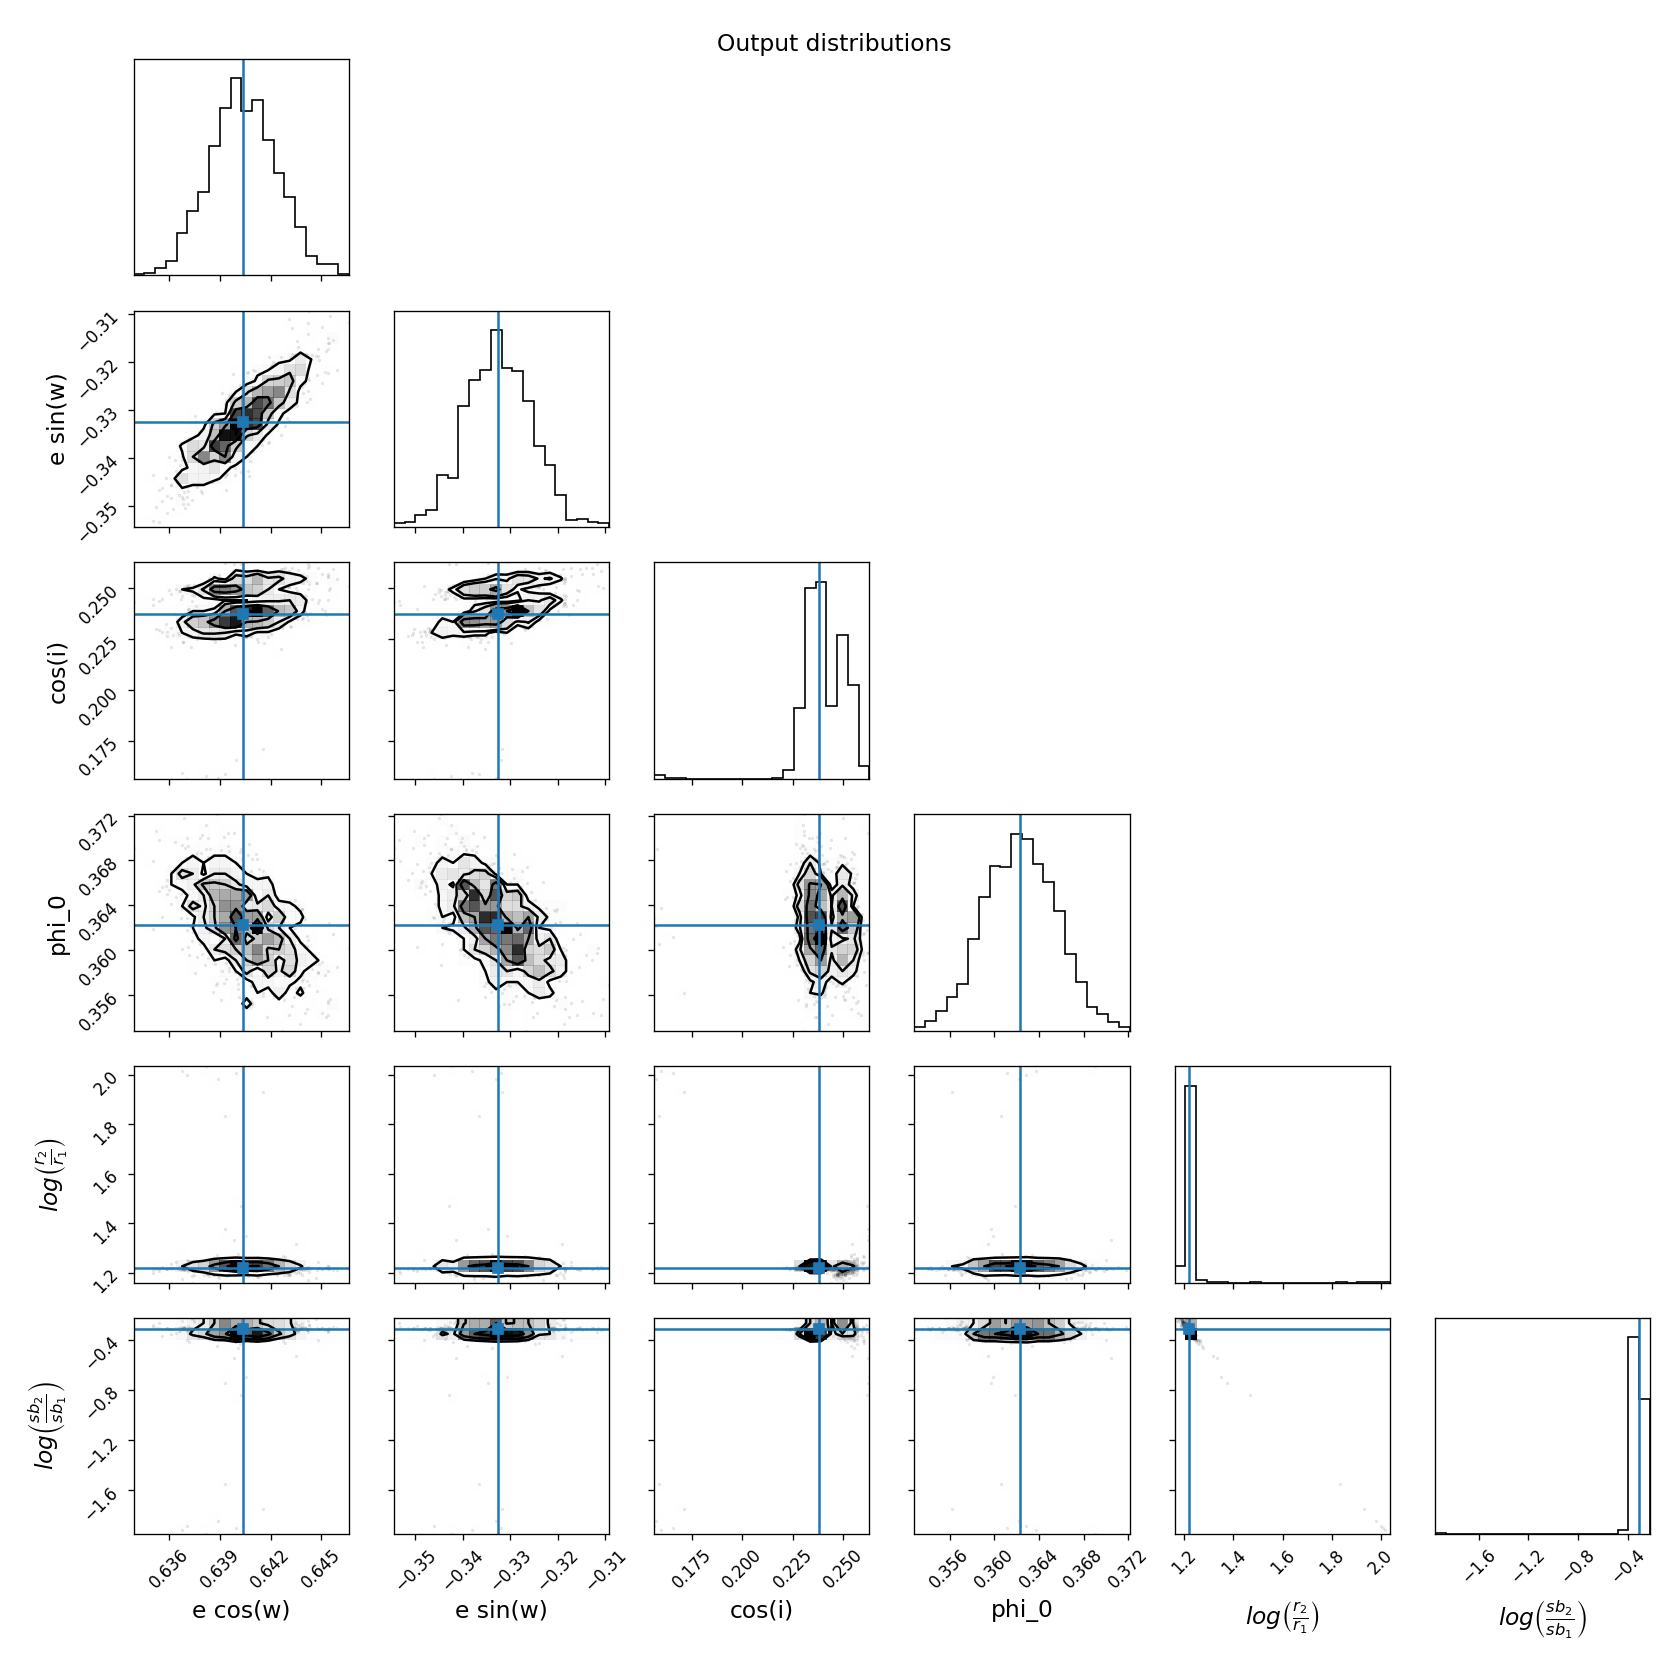 Output distributions
−0.31
−0.32
−0.33
−0.34
−0.35
e sin(w)
0.250
0.225
0.200
0.175
cos(i)
0.372
0.368
0.364
0.360
0.356
phi_0
2.0
1.8
1.6
1.4
1.2
log(r₂/r₁)
−0.4
−0.8
−1.2
−1.6
log(sb₂/sb₁)
0.636 0.639 0.642 0.645 −0.35 −0.34 −0.33 −0.32 −0.31 0.175 0.200 0.225 0.250 0.356 0.360 0.364 0.368 0.372 1.2 1.4 1.6 1.8 2.0 −1.6 −1.2 −0.8 −0.4
e cos(w) e sin(w) cos(i) phi_0 log(r₂/r₁) log(sb₂/sb₁)